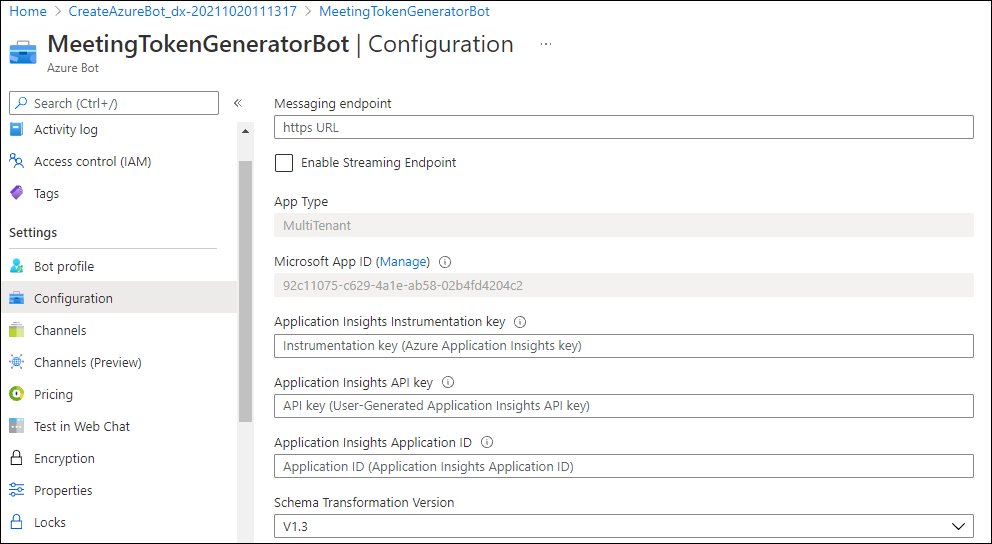 Home > CreateAzureBot_dx-20211020111317 > MeetingTokenGeneratorBot
MeetingTokenGeneratorBot | Configuration ...
Azure Bot
Search (Ctrl+/) «
Activity log
Access control (IAM)
Tags
Settings
Bot profile
Configuration
Channels
Channels (Preview)
Pricing
Test in Web Chat
Encryption
Properties
Locks
Messaging endpoint
https URL
Enable Streaming Endpoint
App Type
MultiTenant
Microsoft App ID (Manage)
92c11075-c629-4a1e-ab58-02b4fd4204c2
Application Insights Instrumentation key
Instrumentation key (Azure Application Insights key)
Application Insights API key
API key (User-Generated Application Insights API key)
Application Insights Application ID
Application ID (Application Insights Application ID)
Schema Transformation Version
V1.3